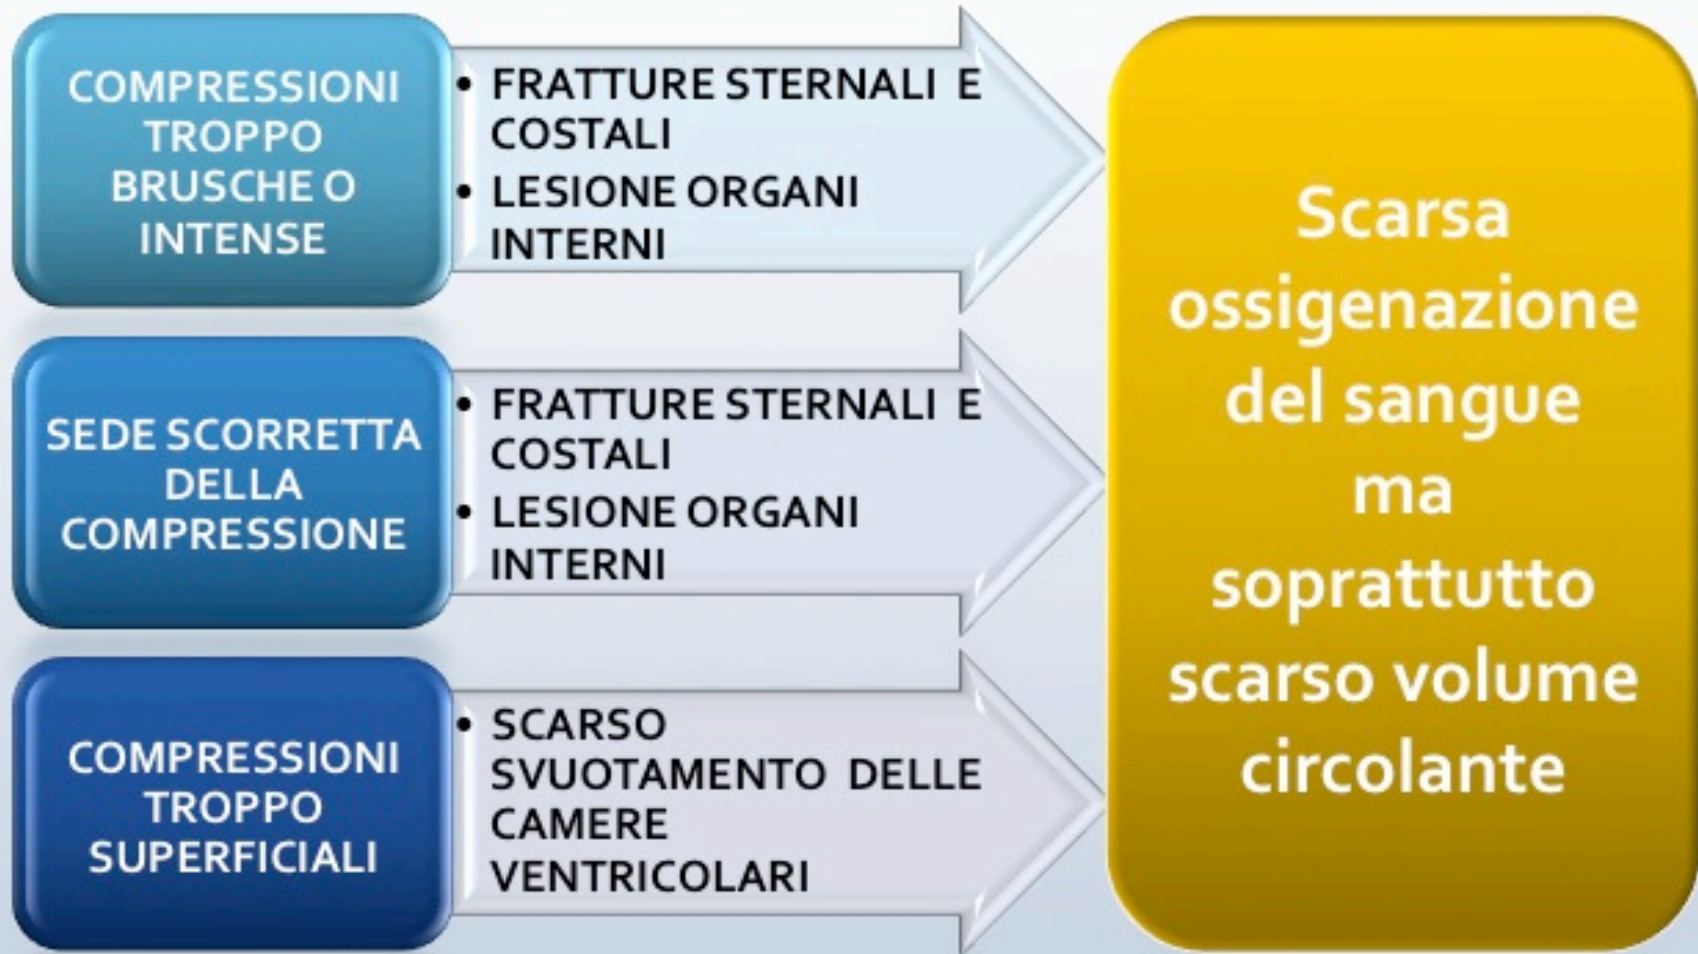 COMPRESSIONI
TROPPO
BRUSCHE O
INTENSE
• FRATTURE STERNALI E
COSTALI
• LESIONE ORGANI
INTERNI
SEDE SCORRETTA
DELLA
COMPRESSIONE
• FRATTURE STERNALI E
COSTALI
• LESIONE ORGANI
INTERNI
COMPRESSIONI
TROPPO
SUPERFICIALI
• SCARSO
SVUOTAMENTO DELLE
CAMERE
VENTRICOLARI
Scarsa
ossigenazione
del sangue
ma
soprattutto
scarso volume
circolante